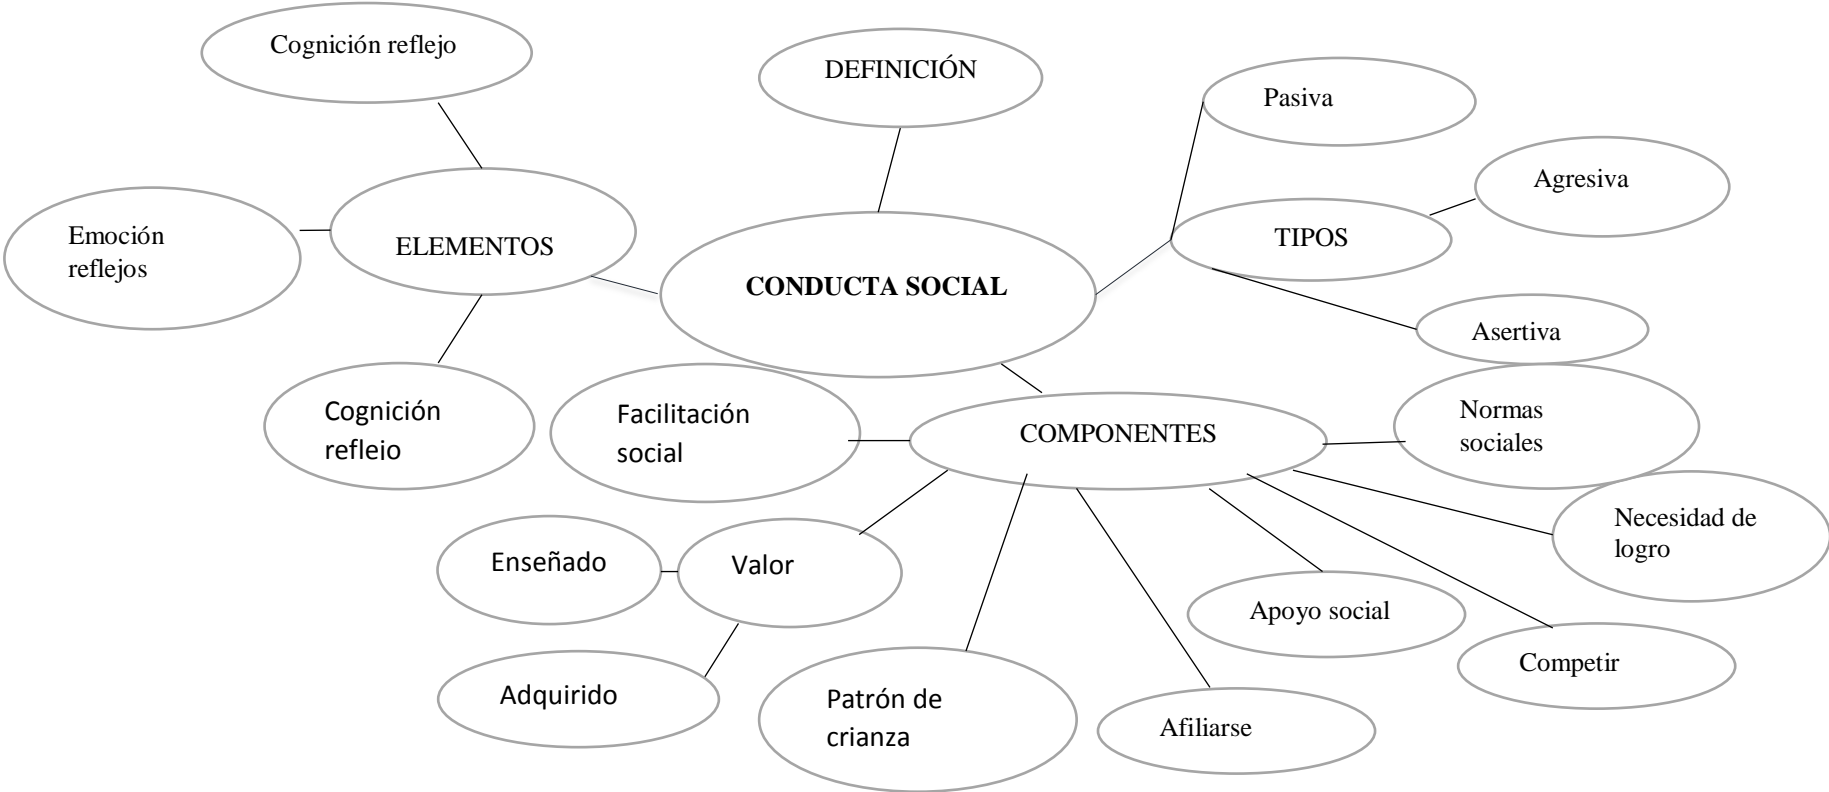 Cognición reflejo
DEFINICIÓN
Pasiva
Agresiva
Emoción
reflejos
ELEMENTOS
TIPOS
CONDUCTA SOCIAL
Asertiva
Cognición
reflejo
Facilitación
social
COMPONENTES
Normas
sociales
Necesidad de
logro
Enseñado
Valor
Apoyo social
Competir
Adquirido
Patrón de
crianza
Afiliarse